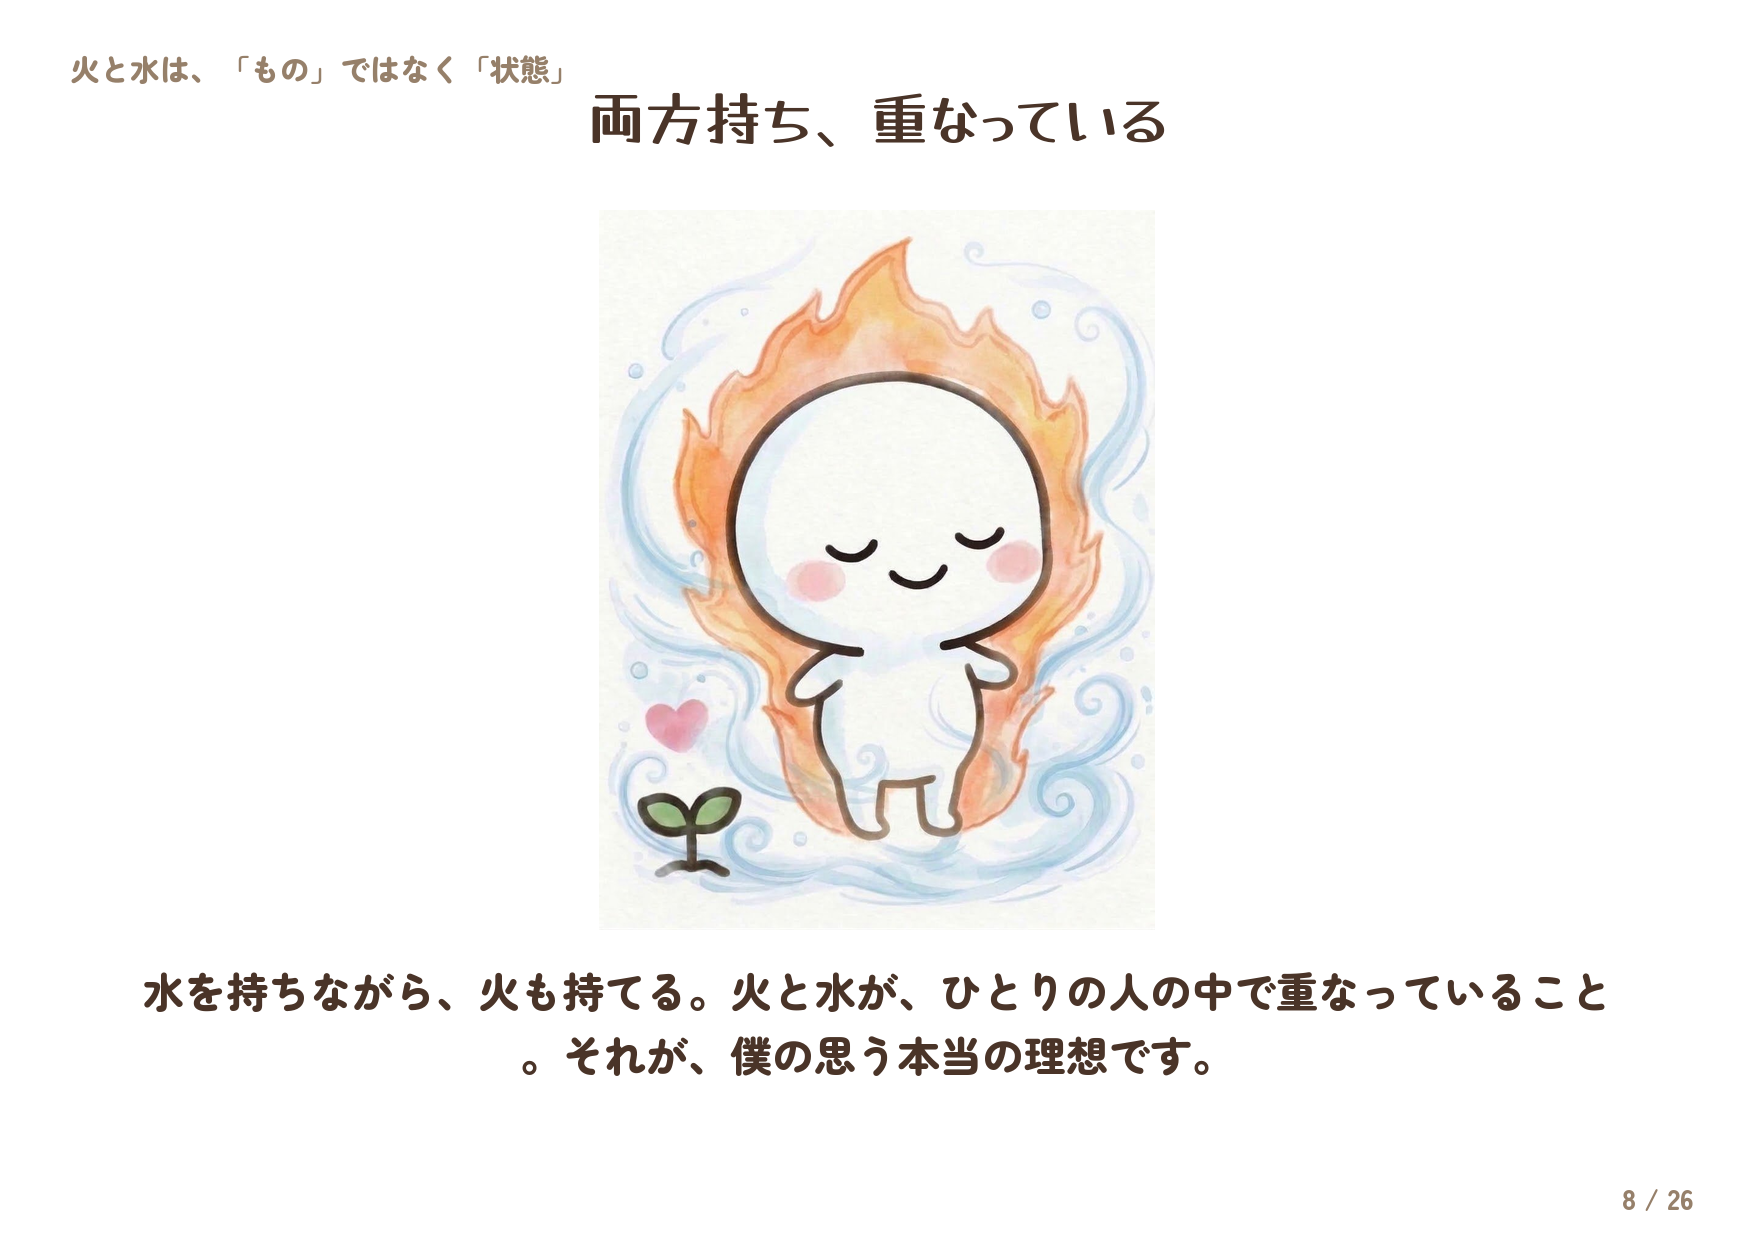 火と水は、「もの」ではなく「状態」
両方持ち、重なっている
水を持ちながら、火も持てる。火と水が、ひとりの人の中で重なっていること
。それが、僕の思う本当の理想です。
8 / 26